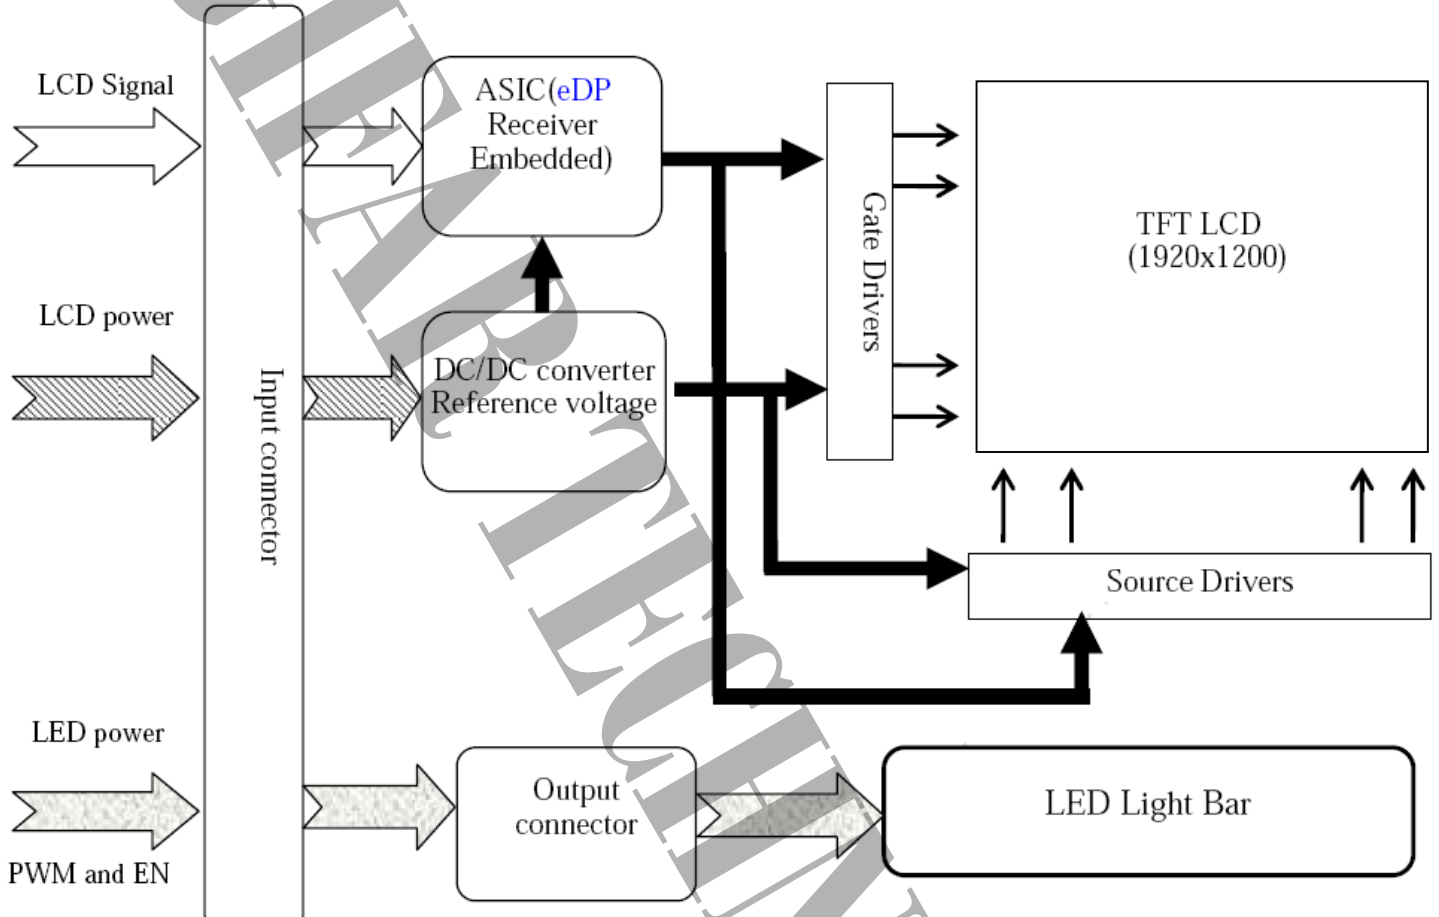 LCD Signal
LCD power
LED power
PWM and EN
Input connector
ASIC(eDP
Receiver
Embedded)
DC/DC converter
Reference voltage
Output
connector
Gate Drivers
TFT LCD
(1920x1200)
Source Drivers
LED Light Bar